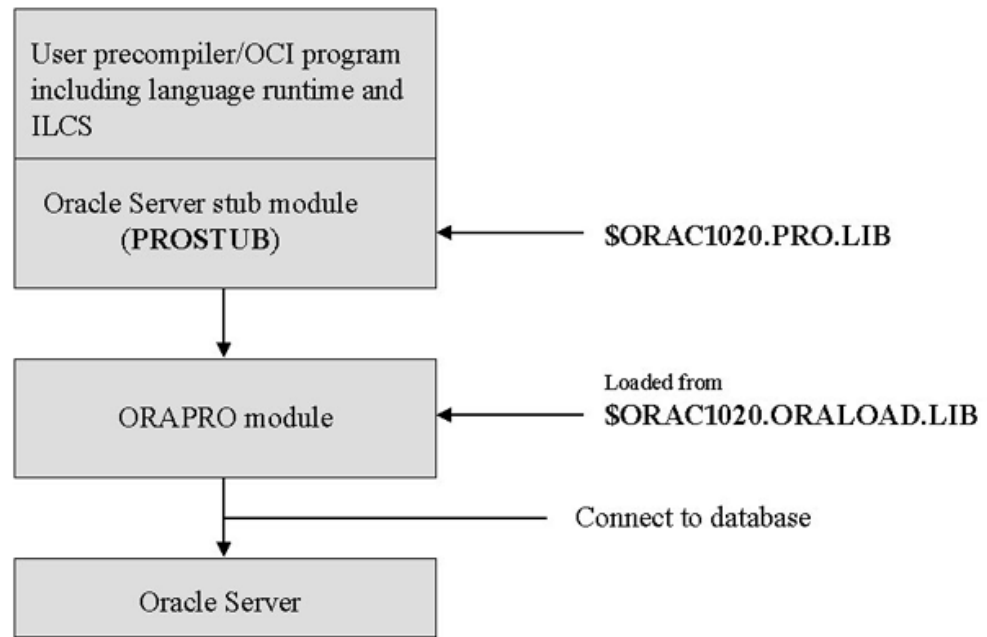 User precompiler/OCI program
including language runtime and
ILCS
Oracle Server stub module
(PROSTUB)
$ORAC1020.PRO.LIB
ORAPRO module
Loaded from
$ORAC1020.ORALOAD.LIB
Connect to database
Oracle Server